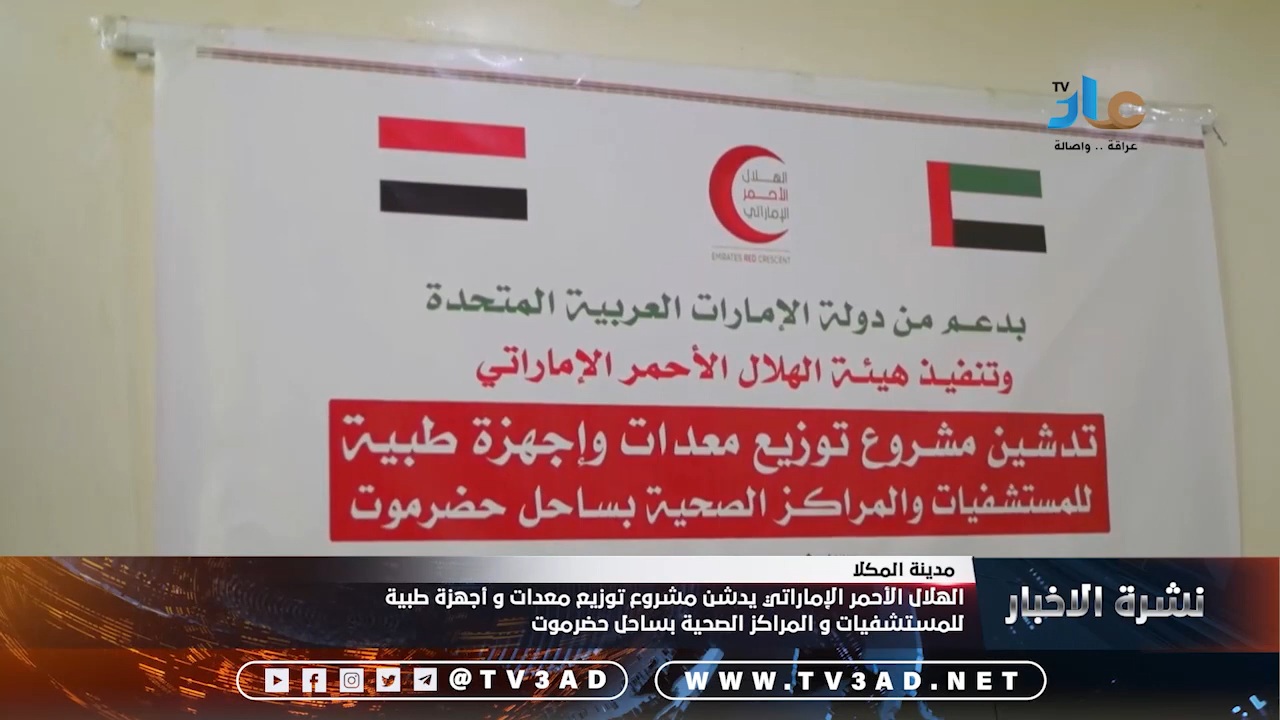 TV
عاد
عراقة .. واصالة
الهلال
الأحمر
الإماراتي
EMIRATES RED CRESCENT
بدعم من دولة الإمارات العربية المتحدة
وتنفيذ هيئة الهلال الأحمر الإماراتي
تدشين مشروع توزيع معدات وإجهزة طبية
للمستشفيات والمراكز الصحية بساحل حضرموت
مدينة المكلا
الهلال الأحمر الإماراتي يدشن مشروع توزيع معدات و أجهزة طبية
للمستشفيات و المراكز الصحية بساحل حضرموت
نشرة الاخبار
@TV3AD
WWW.TV3AD.NET